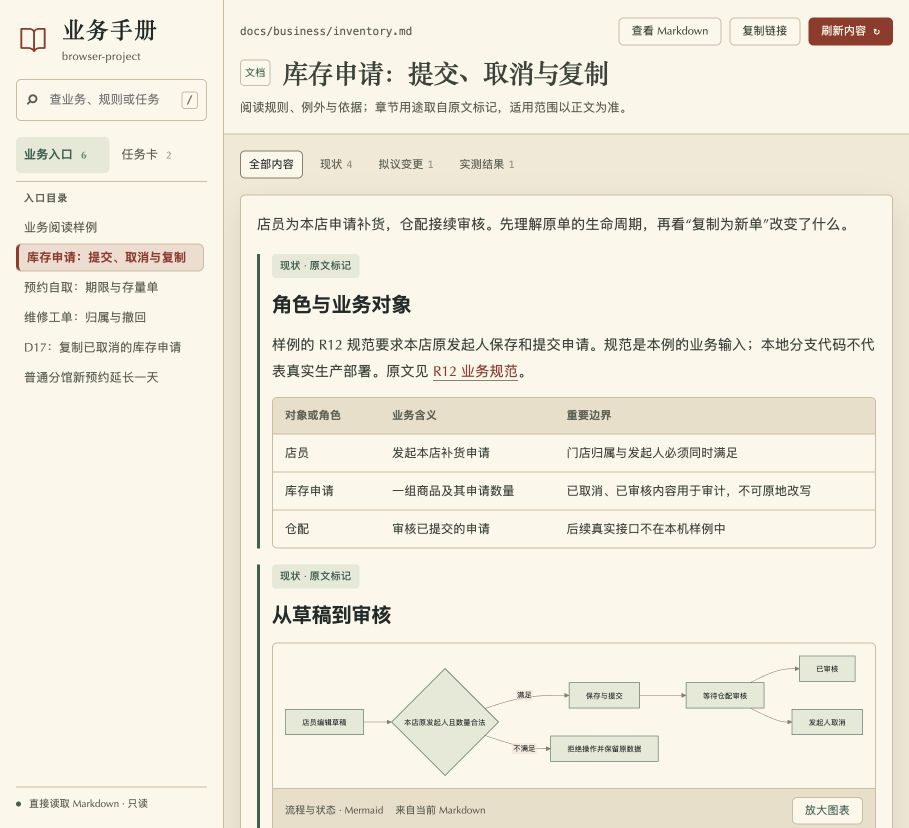 业务手册
browser-project
查业务、规则或任务
/
业务入口 6
任务卡 2
入口目录
业务阅读样例
库存申请：提交、取消与复制
预约自取：期限与存量单
维修工单：归属与撤回
D17：复制已取消的库存申请
普通分馆新预约延长一天
直接读取 Markdown · 只读
docs/business/inventory.md
查看 Markdown
复制链接
刷新内容 ↻
文档
库存申请：提交、取消与复制
阅读规则、例外与依据；章节用途取自原文标记，适用范围以正文为准。
全部内容
现状 4
拟议变更 1
实测结果 1
店员为本店申请补货，仓配接续审核。先理解原单的生命周期，再看“复制为新单”改变了什么。
现状 · 原文标记
角色与业务对象
样例的 R12 规范要求本店原发起人保存和提交申请。规范是本例的业务输入；本地分支代码不代
表真实生产部署。原文见 R12 业务规范。
对象或角色 业务含义 重要边界
店员 发起本店补货申请 门店归属与发起人必须同时满足
库存申请 一组商品及其申请数量 已取消、已审核内容用于审计，不可原地改写
仓配 审核已提交的申请 后续真实接口不在本机样例中
现状 · 原文标记
从草稿到审核
店员编辑草稿
本店原发起人且数量合法
满足
不满足
保存与提交
拒绝操作并保留原数据
等待仓配审核
已审核
发起人取消
流程与状态 · Mermaid 来自当前 Markdown
放大图表